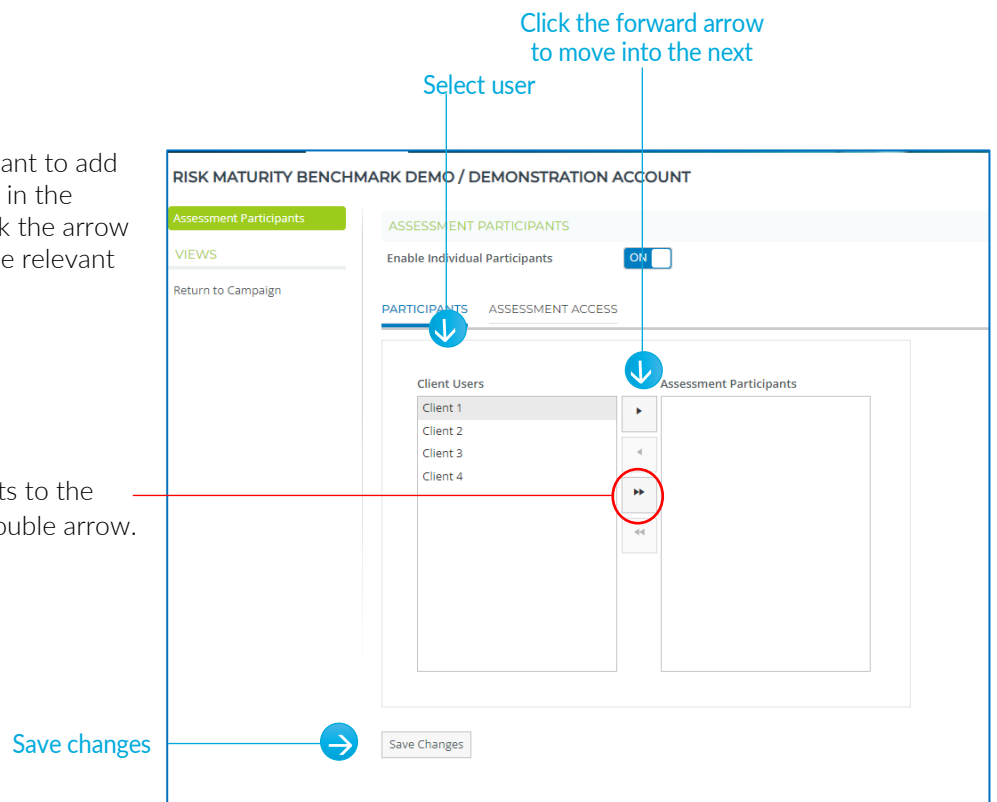 Click the forward arrow
to move into the next
Select user
ant to add
in the
k the arrow
e relevant
RISK MATURITY BENCHMARK DEMO / DEMONSTRATION ACCOUNT
Assessment Participants
ASSESSMENT PARTICIPANTS
VIEWS
Enable Individual Participants
ON
Return to Campaign
PARTICIPANTS ASSESSMENT ACCESS
Client Users
Assessment Participants
Client 1
Client 2
Client 3
Client 4
ts to the
ouble arrow.
Save changes
Save Changes